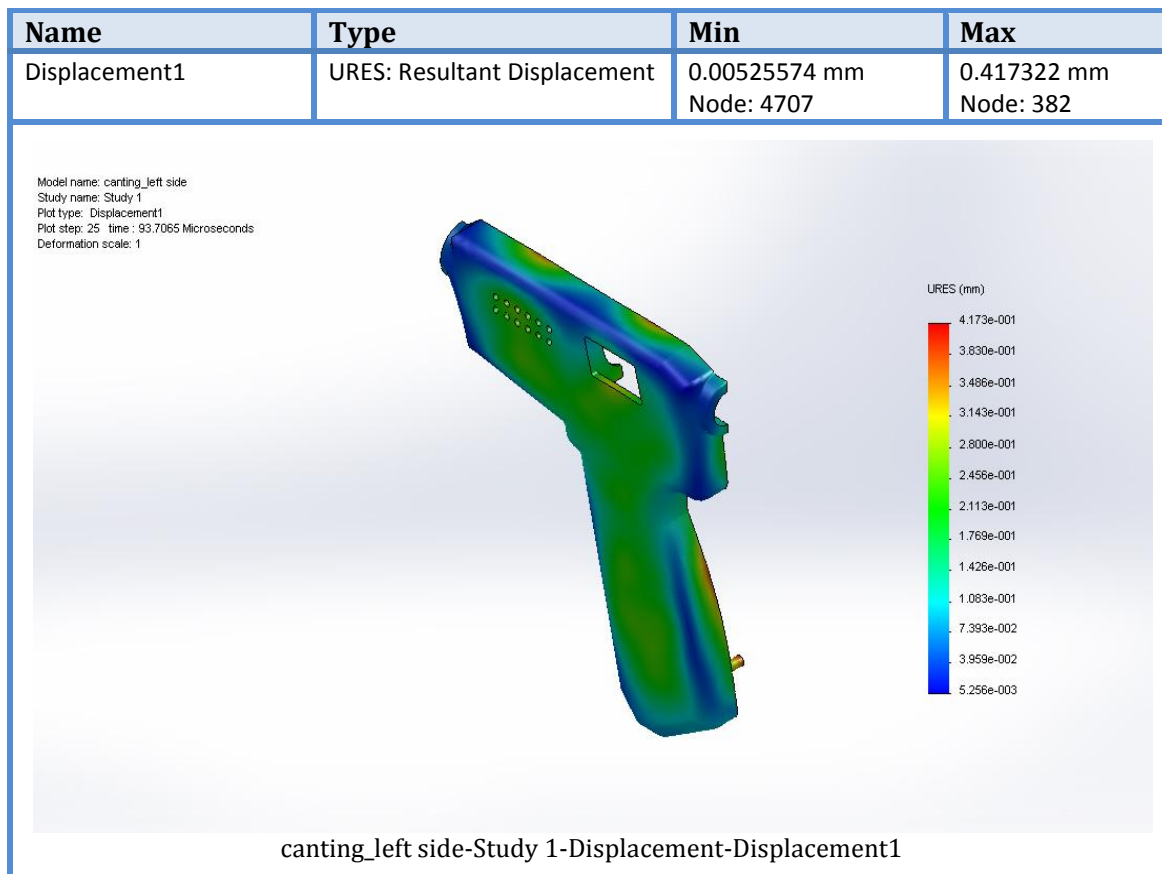 Name Type Min Max
Displacement1 URES: Resultant Displacement 0.00525574 mm 0.417322 mm
Node: 4707 Node: 382
Model name: canting_left side
Study name: Study 1
Plot type: Displacement1
Plot step: 25 time : 93.7065 Microseconds
Deformation scale: 1
URES (mm)
4.173e-001
3.830e-001
3.486e-001
3.143e-001
2.800e-001
2.456e-001
2.113e-001
1.769e-001
1.426e-001
1.083e-001
7.393e-002
3.959e-002
5.256e-003
canting_left side-Study 1-Displacement-Displacement1